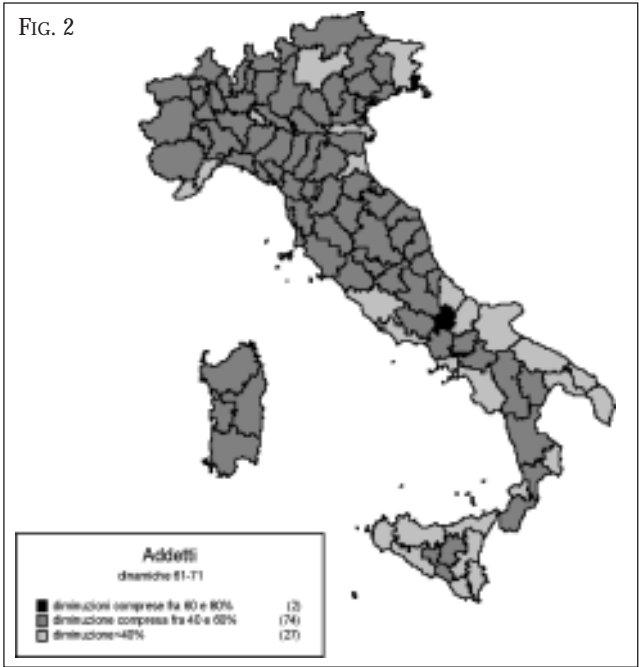 FIG. 2
Addetti
dinamiche 61-71
diminuzioni comprese fra 60 e 80% (2)
diminuzione compresa fra 40 e 60% (74)
diminuzione<40% (27)